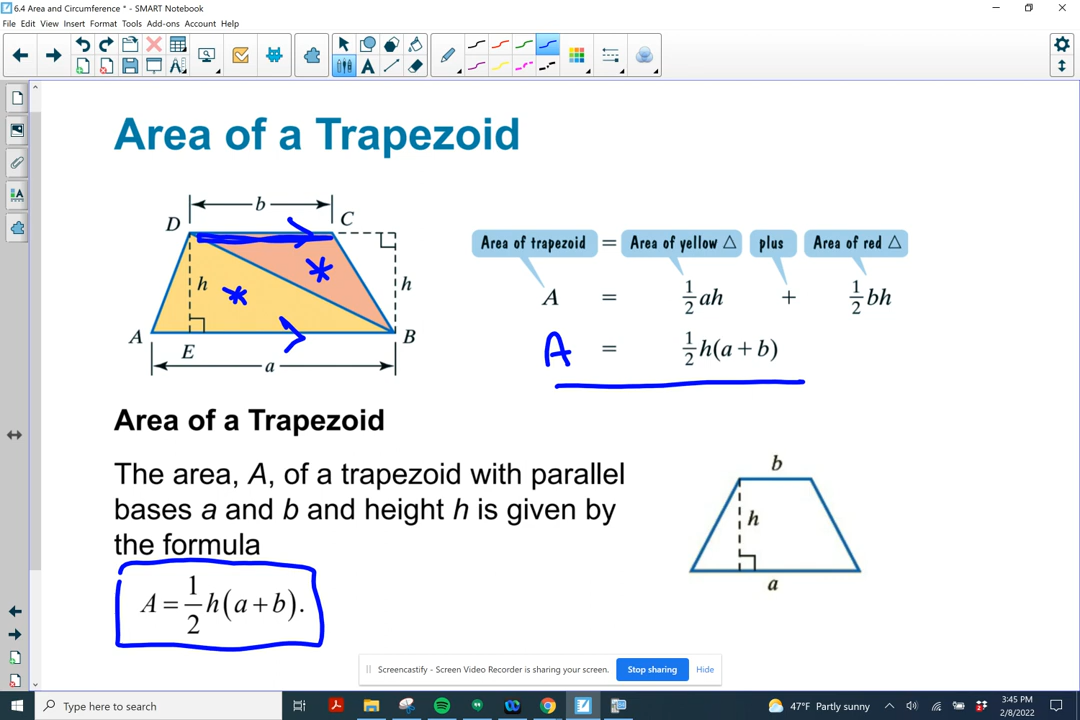 6.4 Area and Circumference * - SMART Notebook
File Edit View Insert Format Tools Add-ons Account Help
Area of a Trapezoid
b
D
C
h
h
A
E
B
a
Area of trapezoid = Area of yellow △ plus Area of red △
A = 1/2 ah + 1/2 bh
A = 1/2 h(a + b)
Area of a Trapezoid
The area, A, of a trapezoid with parallel
bases a and b and height h is given by
the formula
A = 1/2 h(a + b).
b
h
a
Screencastify - Screen Video Recorder is sharing your screen. Stop sharing Hide
Type here to search
47°F Partly sunny
3:45 PM
2/8/2022